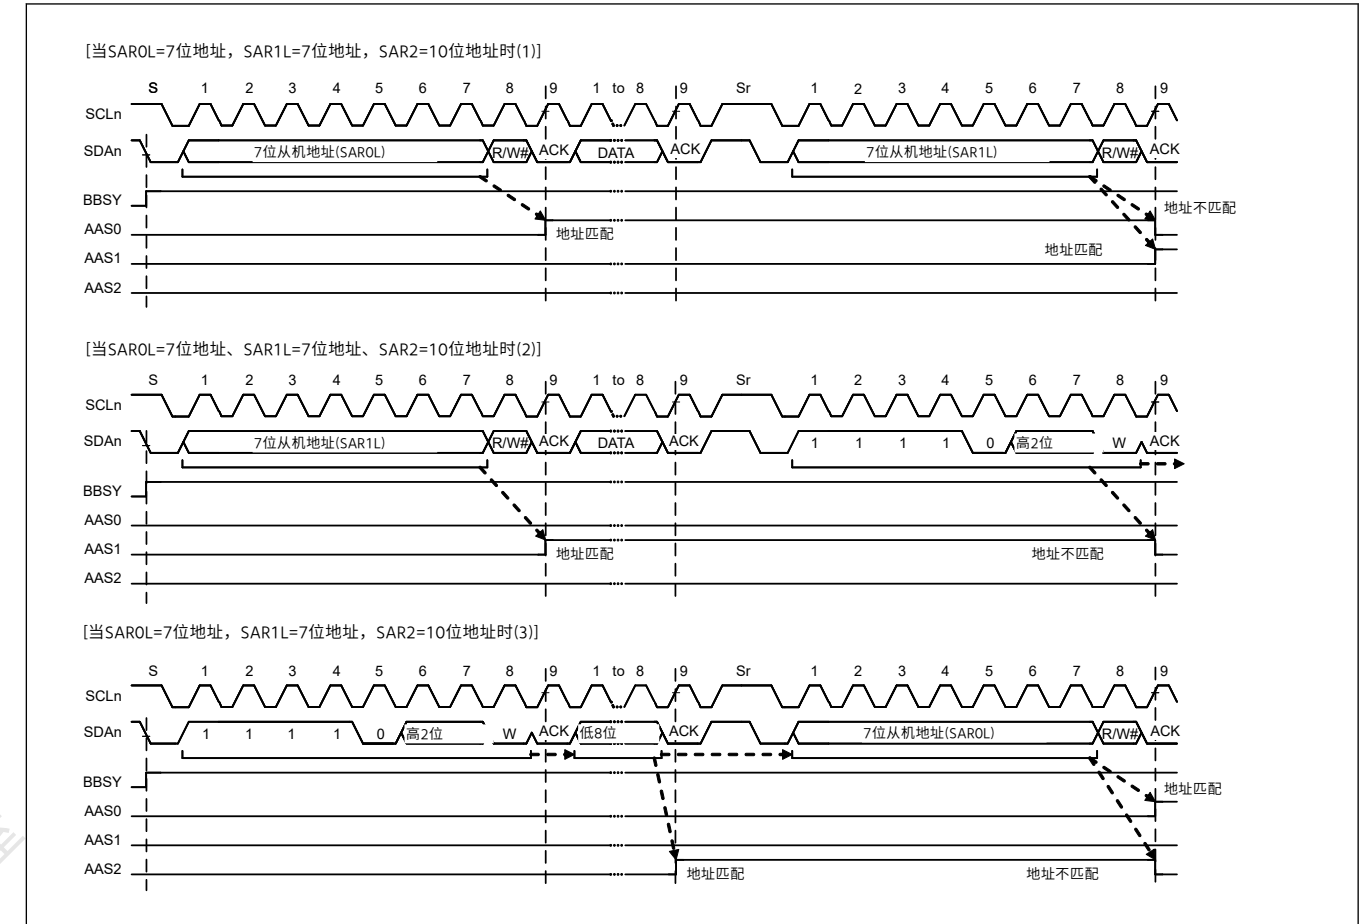 [当SAR0L=7位地址，SAR1L=7位地址，SAR2=10位地址时(1)]
S 1 2 3 4 5 6 7 8 9 1 to 8 9 Sr 1 2 3 4 5 6 7 8 9
SCLn
SDAn 7位从机地址(SAR0L) R/W# ACK DATA ACK 7位从机地址(SAR1L) R/W# ACK
BBSY
地址不匹配
AAS0 地址匹配
AAS1 地址匹配
AAS2
[当SAR0L=7位地址、SAR1L=7位地址、SAR2=10位地址时(2)]
S 1 2 3 4 5 6 7 8 9 1 to 8 9 Sr 1 2 3 4 5 6 7 8 9
SCLn
SDAn 7位从机地址(SAR1L) R/W# ACK DATA ACK 1 1 1 1 0 高2位 W ACK
BBSY
AAS0
AAS1 地址匹配 地址不匹配
AAS2
[当SAR0L=7位地址，SAR1L=7位地址，SAR2=10位地址时(3)]
S 1 2 3 4 5 6 7 8 9 1 to 8 9 Sr 1 2 3 4 5 6 7 8 9
SCLn
SDAn 1 1 1 1 0 高2位 W ACK 低8位 ACK 7位从机地址(SAR0L) R/W# ACK
BBSY
地址匹配
AAS0
AAS1
AAS2 地址匹配 地址不匹配